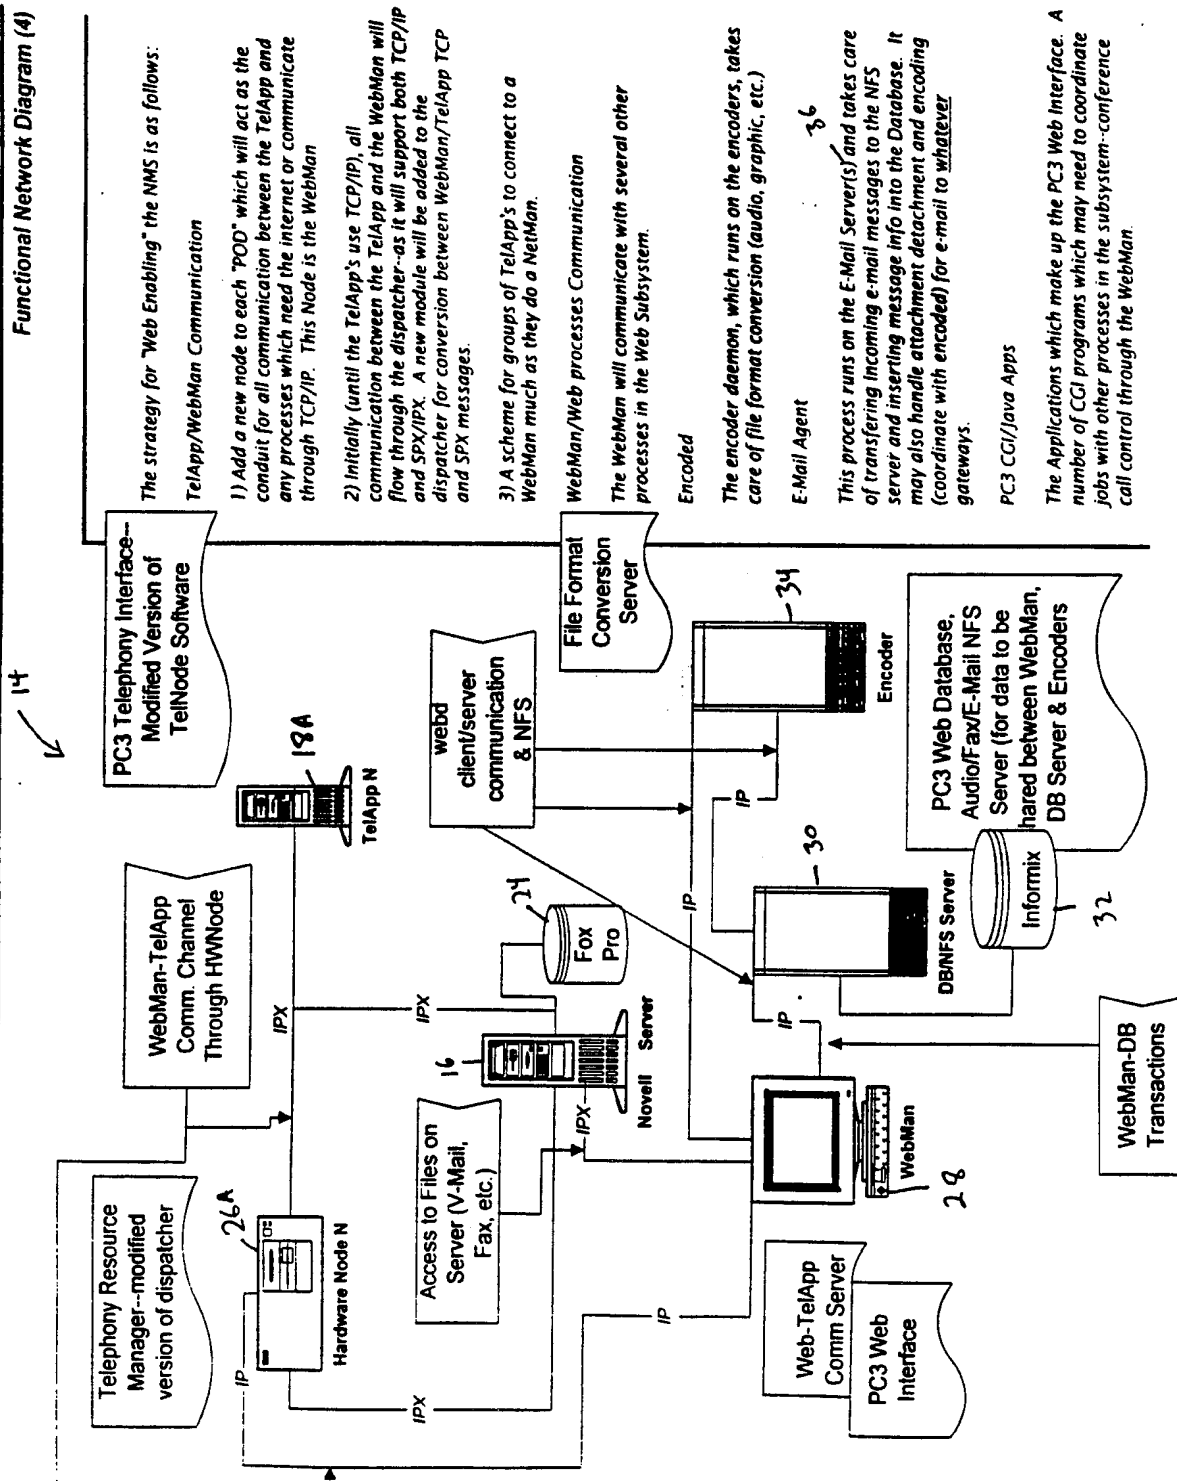 Functional Network Diagram (4)
14
The strategy for "Web Enabling" the NMS is as follows:
TelApp/WebMan Communication
1) Add a new node to each "POD" which will act as the
conduit for all communication between the TelApp and
any processes which need the internet or communicate
through TCP/IP. This Node is the WebMan
2) Initially (until the TelApp's use TCP/IP), all
communication between the TelApp and the WebMan will
flow through the dispatcher--as it will support both TCP/IP
and SPX/IPX. A new module will be added to the
dispatcher for conversion between WebMan/TelApp TCP
and SPX messages.
3) A scheme for groups of TelApp's to connect to a
WebMan much as they do a NetMan.
WebMan/Web processes Communication
The WebMan will communicate with several other
processes in the Web Subsystem.
Encoded
The encoder daemon, which runs on the encoders, takes
care of file format conversion (audio, graphic, etc.)
E-Mail Agent
36
This process runs on the E-Mail Server(s) and takes care
of transferring incoming e-mail messages to the NFS
server and inserting message info into the Database. It
may also handle attachment detachment and encoding
(coordinate with encoded) for e-mail to whatever
gateways.
PC3 CGI/Java Apps
The Applications which make up the PC3 Web Interface. A
number of CGI programs which may need to coordinate
jobs with other processes in the subsystem--conference
call control through the WebMan.
Telephony Resource
Manager--modified
version of dispatcher
WebMan-TelApp
Comm. Channel
Through HWNode
PC3 Telephony Interface--
Modified Version of
TelNode Software
26A
Hardware Node N
IP
IPX
IPX
18A
TelApp N
IPX
Access to Files on
Server (V-Mail,
Fax, etc.)
16
Novell Server
IPX
24
Fox
Pro
webd
client/server
communication
& NFS
File Format
Conversion
Server
IP
IP
IP
34
Encoder
Web-TelApp
Comm Server
PC3 Web
Interface
WebMan
28
IP
30
DB/NFS Server
Informix
32
PC3 Web Database,
Audio/Fax/E-Mail NFS
Server (for data to be
hared between WebMan,
DB Server & Encoders
WebMan-DB
Transactions